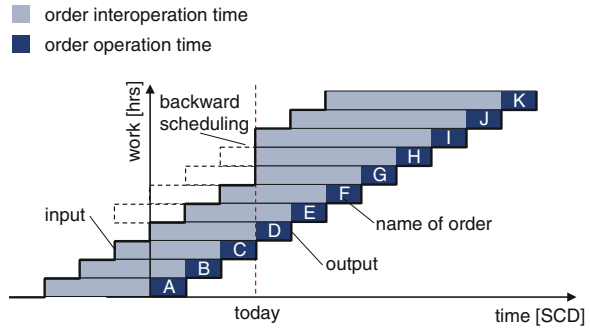 order interoperation time
order operation time
work [hrs]
backward
scheduling
K
J
I
H
G
F
E
D
C
B
A
input
name of order
output
today
time [SCD]